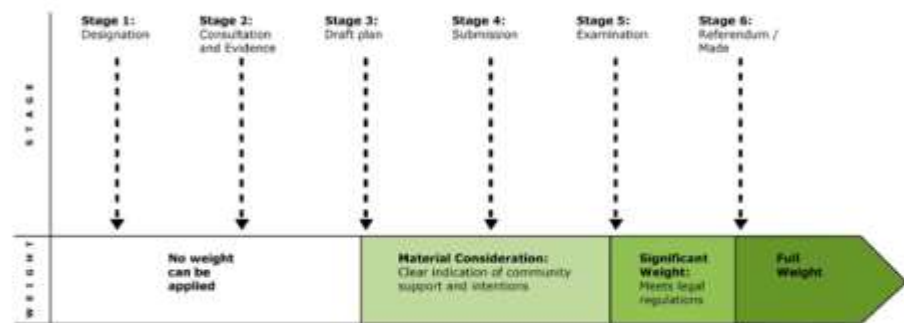 Stage 1:
Designation
Stage 2:
Consultation
and Evidence
Stage 3:
Draft plan
Stage 4:
Submission
Stage 5:
Examination
Stage 6:
Referendum /
Made
STAGE
WEIGHT
No weight
can be
applied
Material Consideration:
Clear indication of community
support and intentions
Significant
Weight:
Meets legal
regulations
Full
Weight